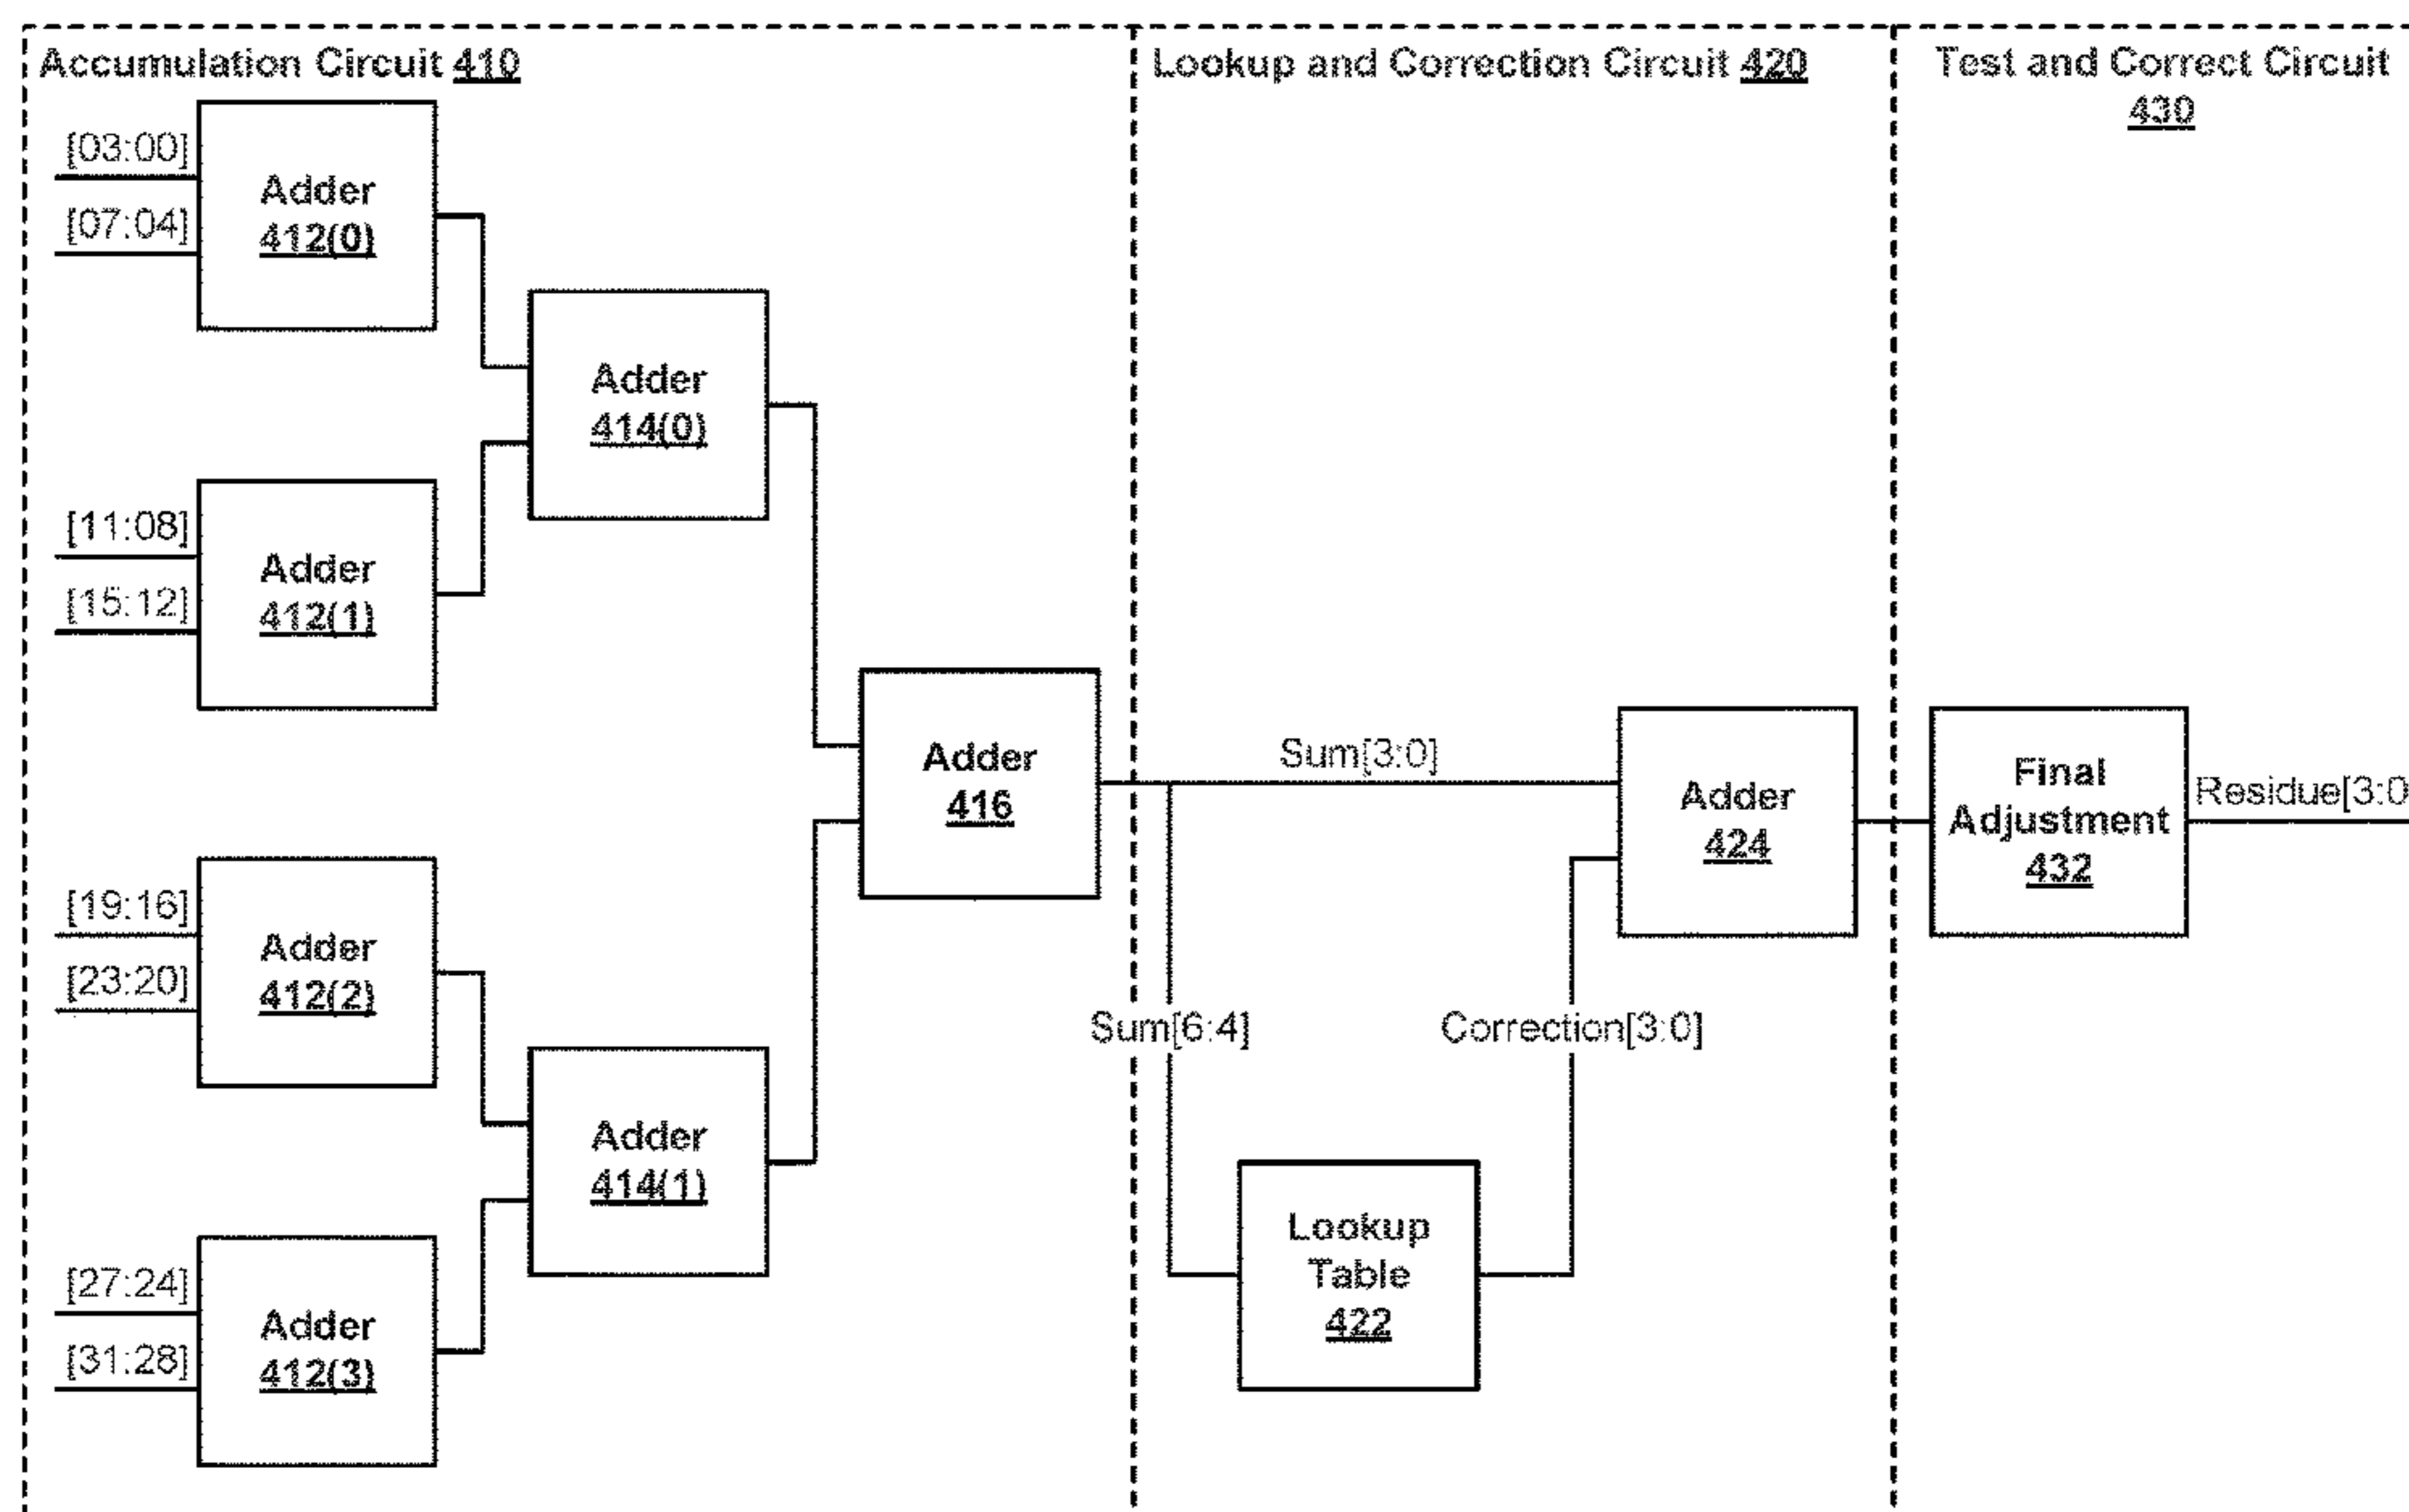 Accumulation Circuit 410
Lookup and Correction Circuit 420
Test and Correct Circuit
430
[03:00]
[07:04]
Adder
412(0)
Adder
414(0)
[11:08]
[15:12]
Adder
412(1)
Adder
416
Sum[3:0]
Adder
424
Final
Adjustment
432
Residue[3:0
[19:16]
[23:20]
Adder
412(2)
Sum[6:4]
Correction[3:0]
Adder
414(1)
Lookup
Table
422
[27:24]
[31:28]
Adder
412(3)